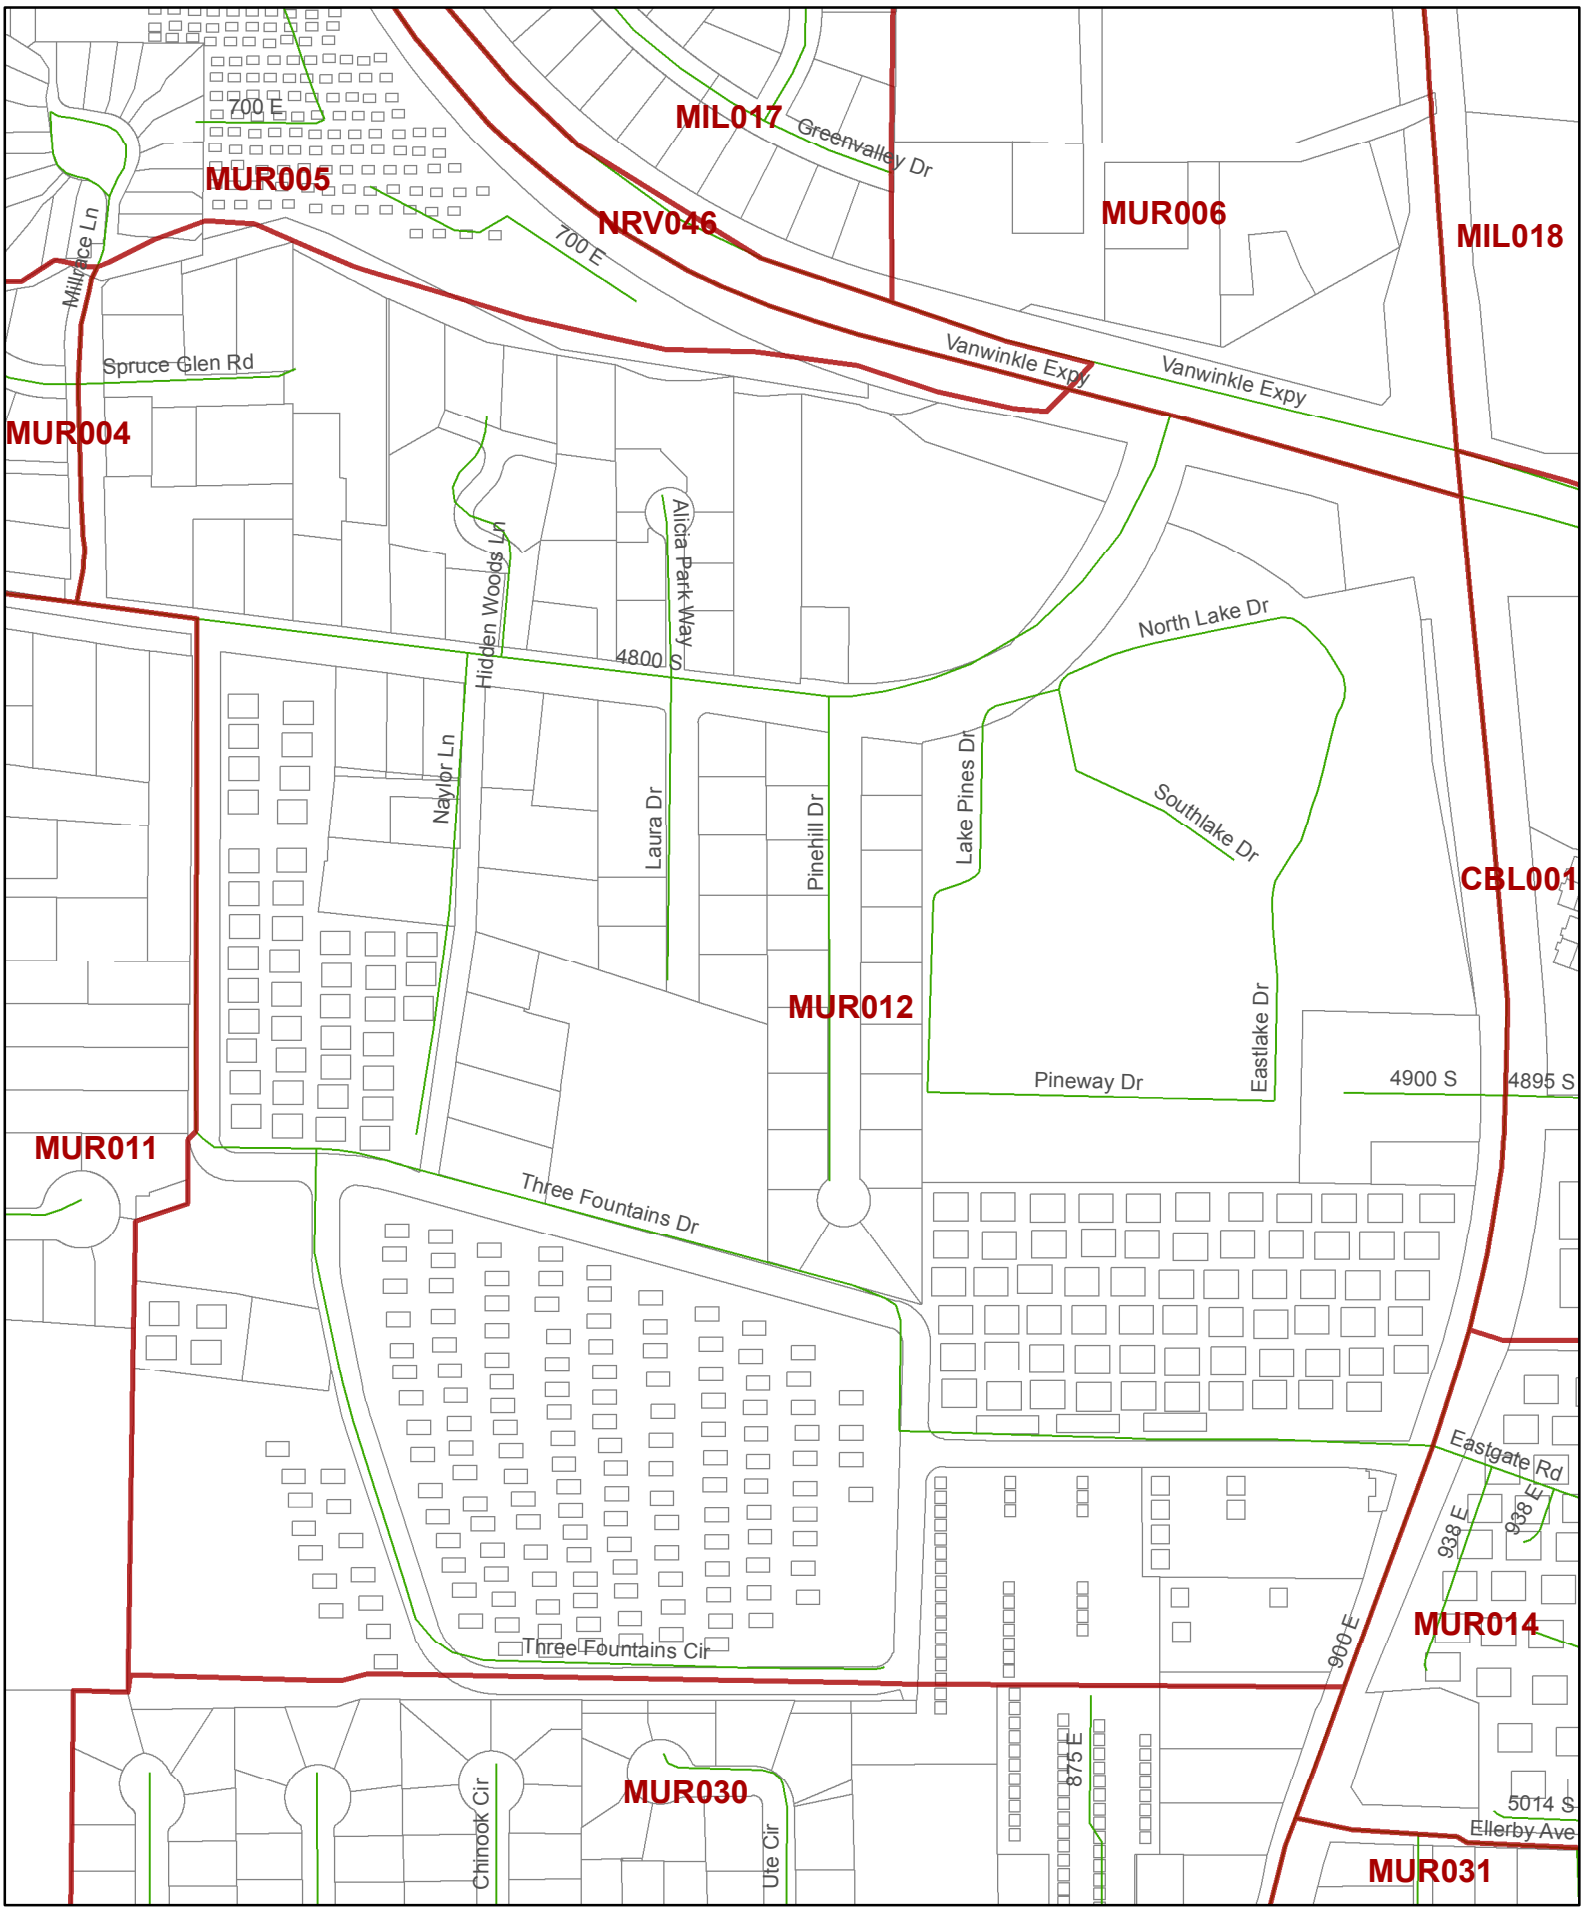 700 E
MIL017
Greenvalley Dr
MUR005
MUR006
NRV046
MIL018
Millrace Ln
700 E
Vanwinkle Expy
Vanwinkle Expy
Spruce Glen Rd
MUR004
Alicia Park Way
Hidden Woods Ln
North Lake Dr
4800 S
Naylor Ln
Laura Dr
Pinehill Dr
Lake Pines Dr
Southlake Dr
CBL001
MUR012
Eastlake Dr
Pineway Dr
4900 S
4895 S
MUR011
Three Fountains Dr
Eastgate Rd
938 E
938 E
MUR014
900 E
Three Fountains Cir
875 E
MUR030
Chinook Cir
Ute Cir
5014 S
Ellerby Ave
MUR031